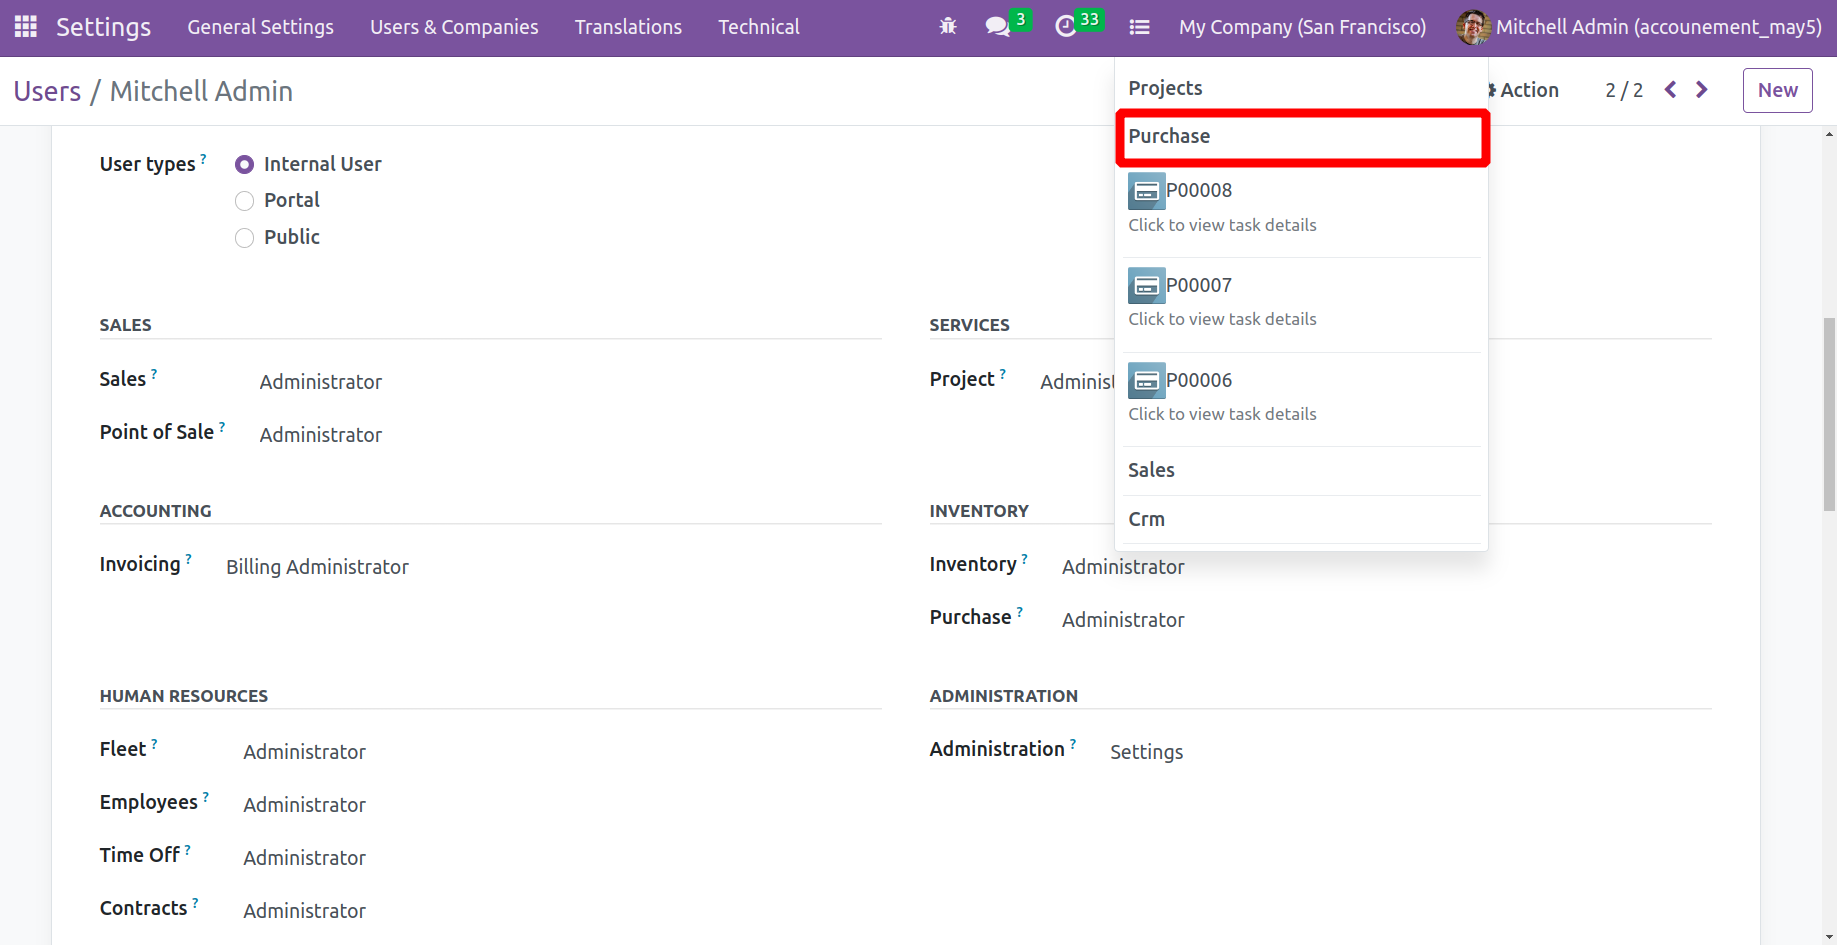 Settings General Settings Users & Companies Translations Technical 3 33 My Company (San Francisco) Mitchell Admin (accounement_may5)
Users / Mitchell Admin
Action 2 / 2 New
User types ?
Internal User
Portal
Public
Projects
Purchase
P00008
Click to view task details
P00007
Click to view task details
P00006
Click to view task details
Sales
Crm
SALES
Sales ? Administrator
Point of Sale ? Administrator
SERVICES
Project ? Administ
ACCOUNTING
Invoicing ? Billing Administrator
INVENTORY
Inventory ? Administrator
Purchase ? Administrator
HUMAN RESOURCES
Fleet ? Administrator
Employees ? Administrator
Time Off ? Administrator
Contracts ? Administrator
ADMINISTRATION
Administration ? Settings